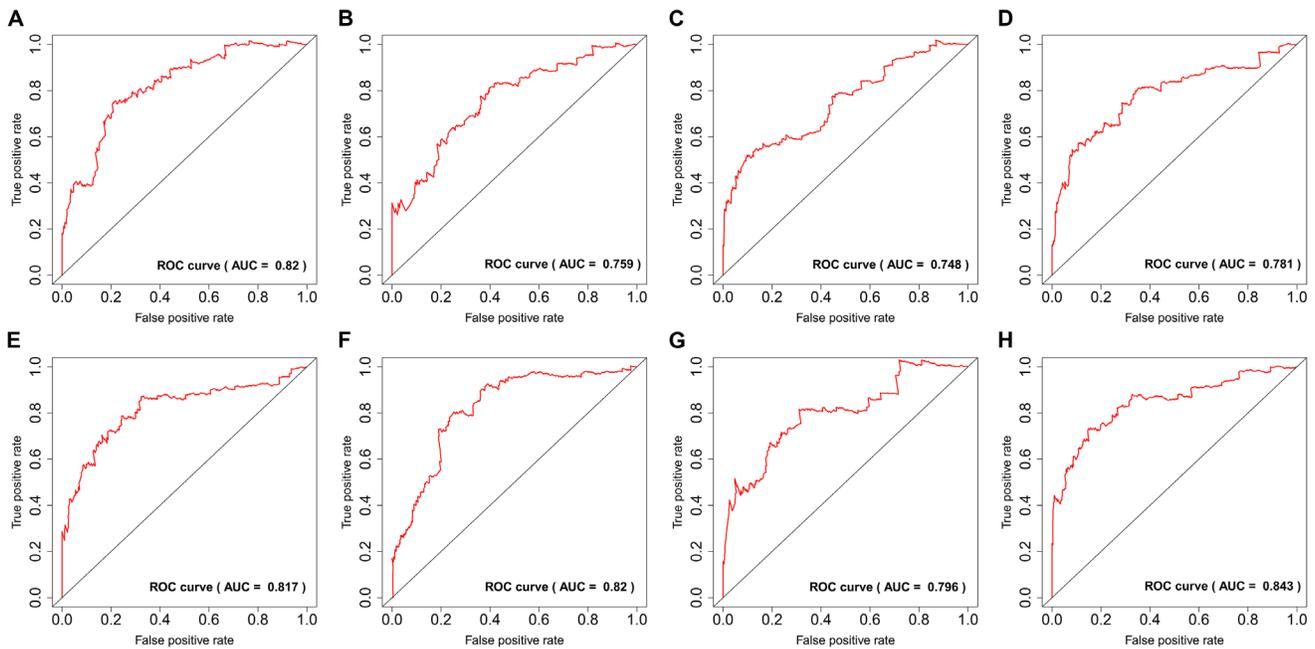 A
B
C
D
1.0
0.8
0.6
0.4
0.2
0.0
True positive rate
ROC curve ( AUC = 0.82 )
0.0 0.2 0.4 0.6 0.8 1.0
False positive rate
1.0
0.8
0.6
0.4
0.2
0.0
True positive rate
ROC curve ( AUC = 0.759 )
0.0 0.2 0.4 0.6 0.8 1.0
False positive rate
1.0
0.8
0.6
0.4
0.2
0.0
True positive rate
ROC curve ( AUC = 0.748 )
0.0 0.2 0.4 0.6 0.8 1.0
False positive rate
1.0
0.8
0.6
0.4
0.2
0.0
True positive rate
ROC curve ( AUC = 0.781 )
0.0 0.2 0.4 0.6 0.8 1.0
False positive rate
E
F
G
H
1.0
0.8
0.6
0.4
0.2
0.0
True positive rate
ROC curve ( AUC = 0.817 )
0.0 0.2 0.4 0.6 0.8 1.0
False positive rate
1.0
0.8
0.6
0.4
0.2
0.0
True positive rate
ROC curve ( AUC = 0.82 )
0.0 0.2 0.4 0.6 0.8 1.0
False positive rate
1.0
0.8
0.6
0.4
0.2
0.0
True positive rate
ROC curve ( AUC = 0.796 )
0.0 0.2 0.4 0.6 0.8 1.0
False positive rate
1.0
0.8
0.6
0.4
0.2
0.0
True positive rate
ROC curve ( AUC = 0.843 )
0.0 0.2 0.4 0.6 0.8 1.0
False positive rate